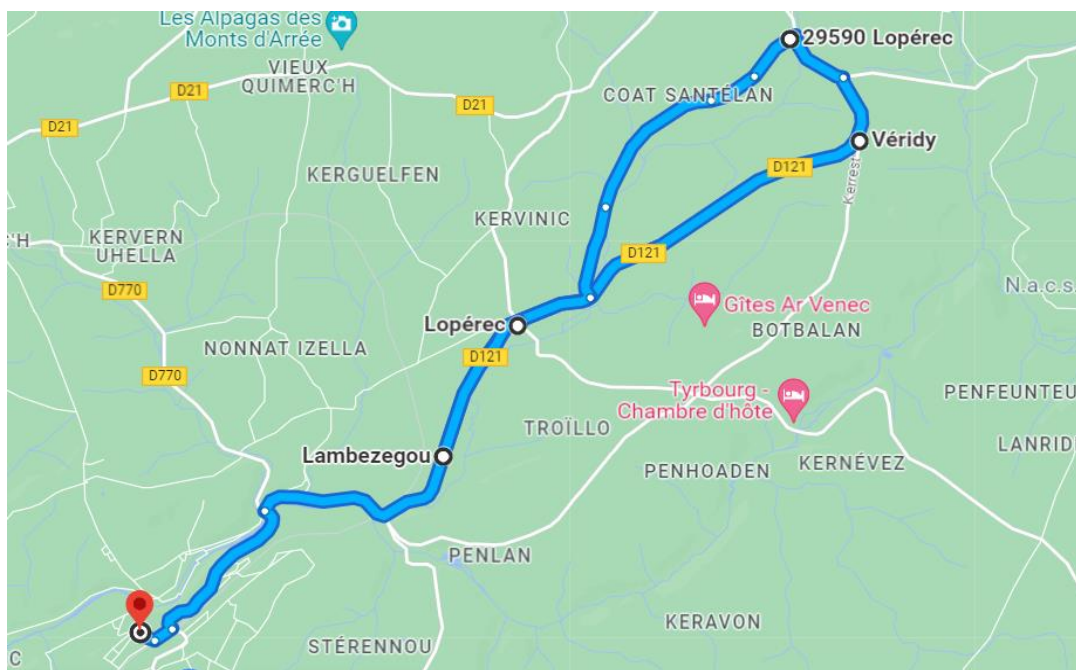 Les Alpagas des
Monts d'Arrée
29590 Lopérec
VIEUX
QUIMERC'H
COAT SANTÉLAN
D21
D21
D21
Véridy
D121
KERGUELFEN
Kerrest
KERVINIC
C'H
KERVERN
UHELLA
D121
D770
N.a.c.s
Gîtes Ar Venec
Lopérec
BOTBALAN
NONNAT IZELLA
D121
D770
Tyrbourg -
Chambre d'hôte
PENFEUNTEU
TROÏLLO
LANRID
Lambezegou
PENHOADEN
KERNÉVEZ
PENLAN
KERAVON
STÉRENNOU
C